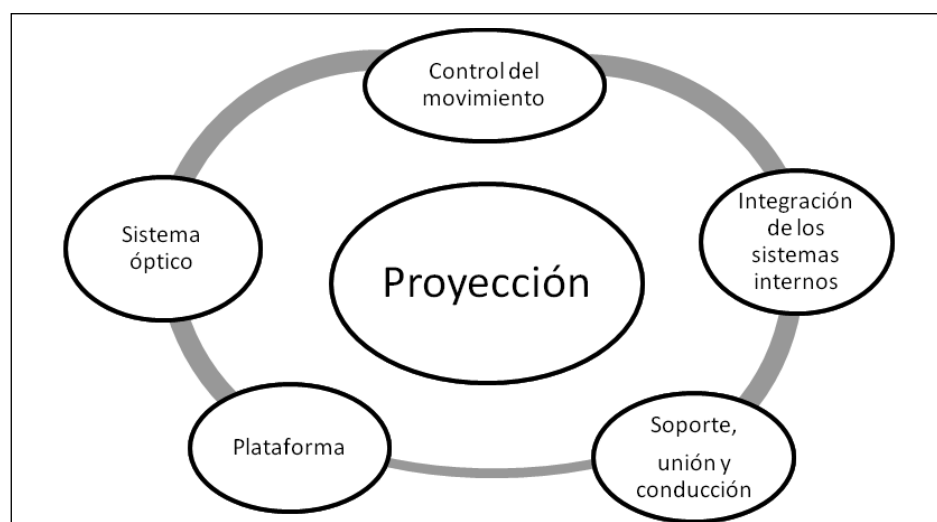 Control del
movimiento
Integración
de los
sistemas
internos
Sistema
óptico
Proyección
Plataforma
Soporte,
unión y
conducción